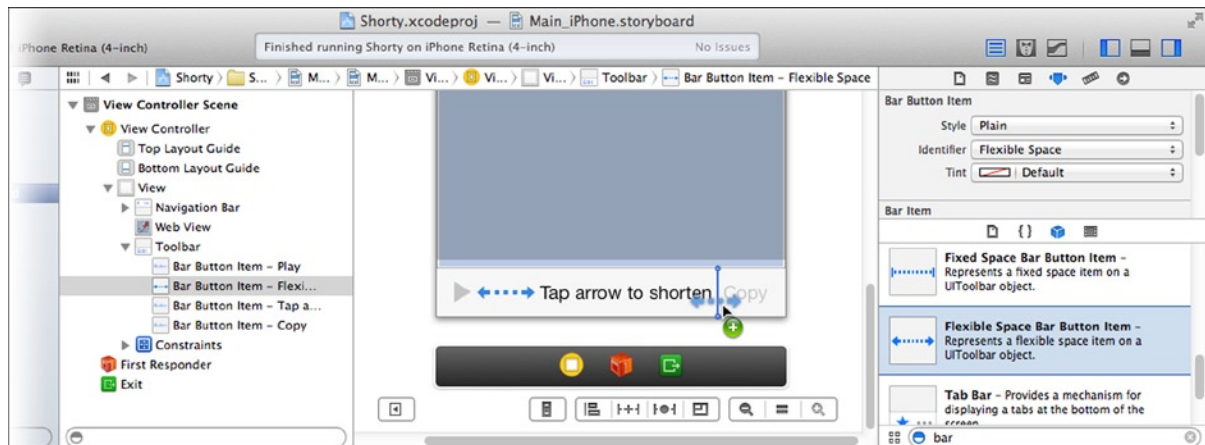 Shorty.xcodeproj — Main_iPhone.storyboard
iPhone Retina (4-inch)
Finished running Shorty on iPhone Retina (4-inch)
No Issues
Shorty
S...
M...
M...
Vi...
Vi...
Vi...
Toolbar
Bar Button Item – Flexible Space
View Controller Scene
View Controller
Top Layout Guide
Bottom Layout Guide
View
Navigation Bar
Web View
Toolbar
Bar Button Item – Play
Bar Button Item – Flexi...
Bar Button Item – Tap a...
Bar Button Item – Copy
Constraints
First Responder
Exit
Tap arrow to shorten
Copy
Bar Button Item
Style Plain
Identifier Flexible Space
Tint Default
Bar Item
{}
Fixed Space Bar Button Item –
Represents a fixed space item on a
UIToolbar object.
Flexible Space Bar Button Item –
Represents a flexible space item on a
UIToolbar object.
Tab Bar – Provides a mechanism for
displaying a tabs at the bottom of the
screen.
bar